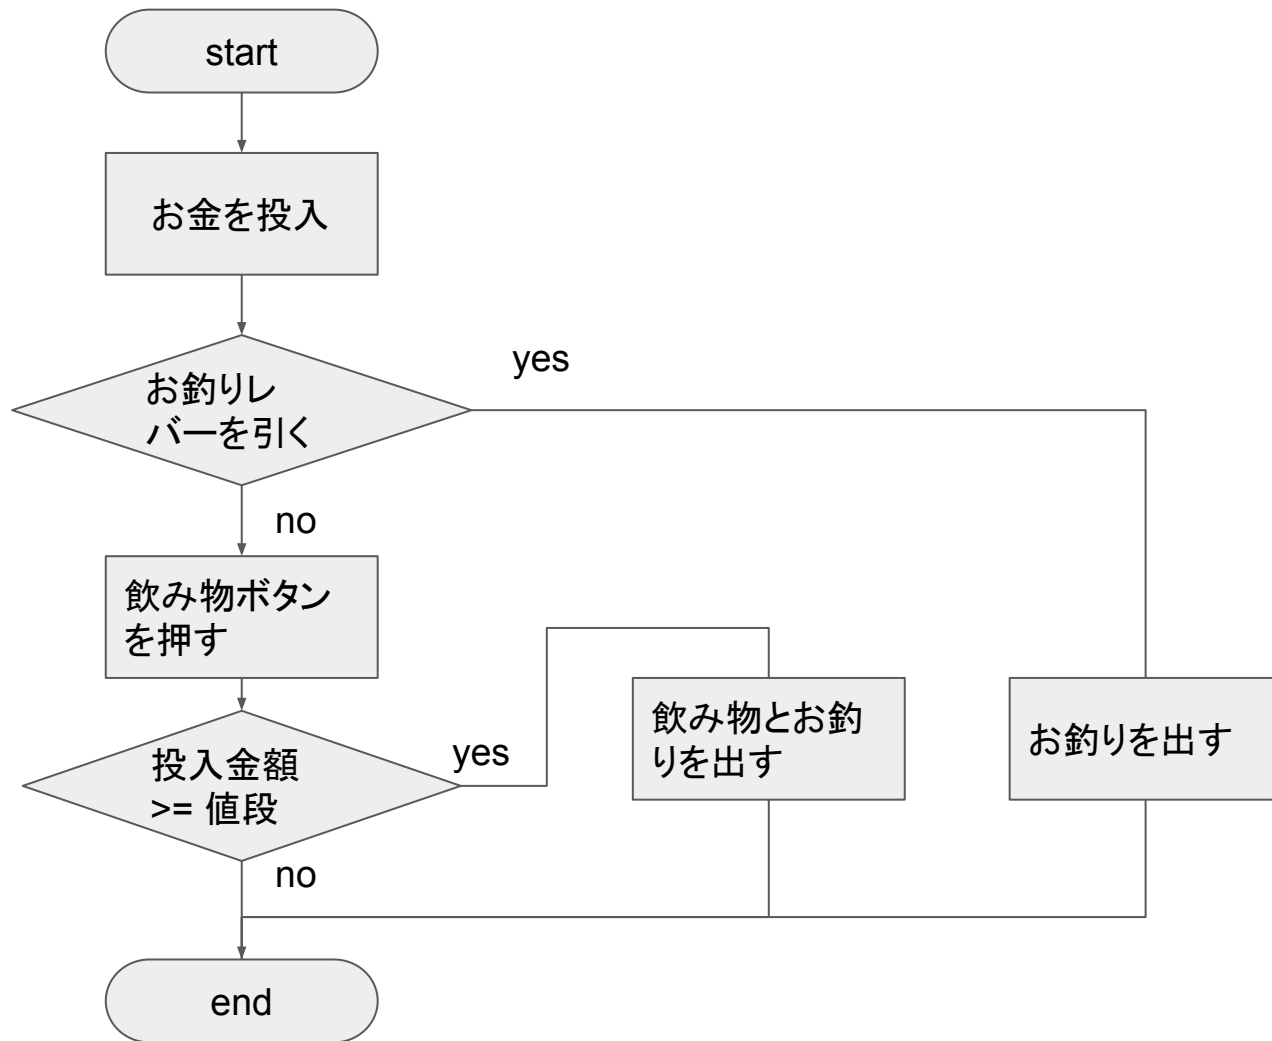 start
お金を投入
お釣りレ
バーを引く
yes
no
飲み物ボタン
を押す
投入金額
>= 値段
yes
no
飲み物とお釣
りを出す
お釣りを出す
end